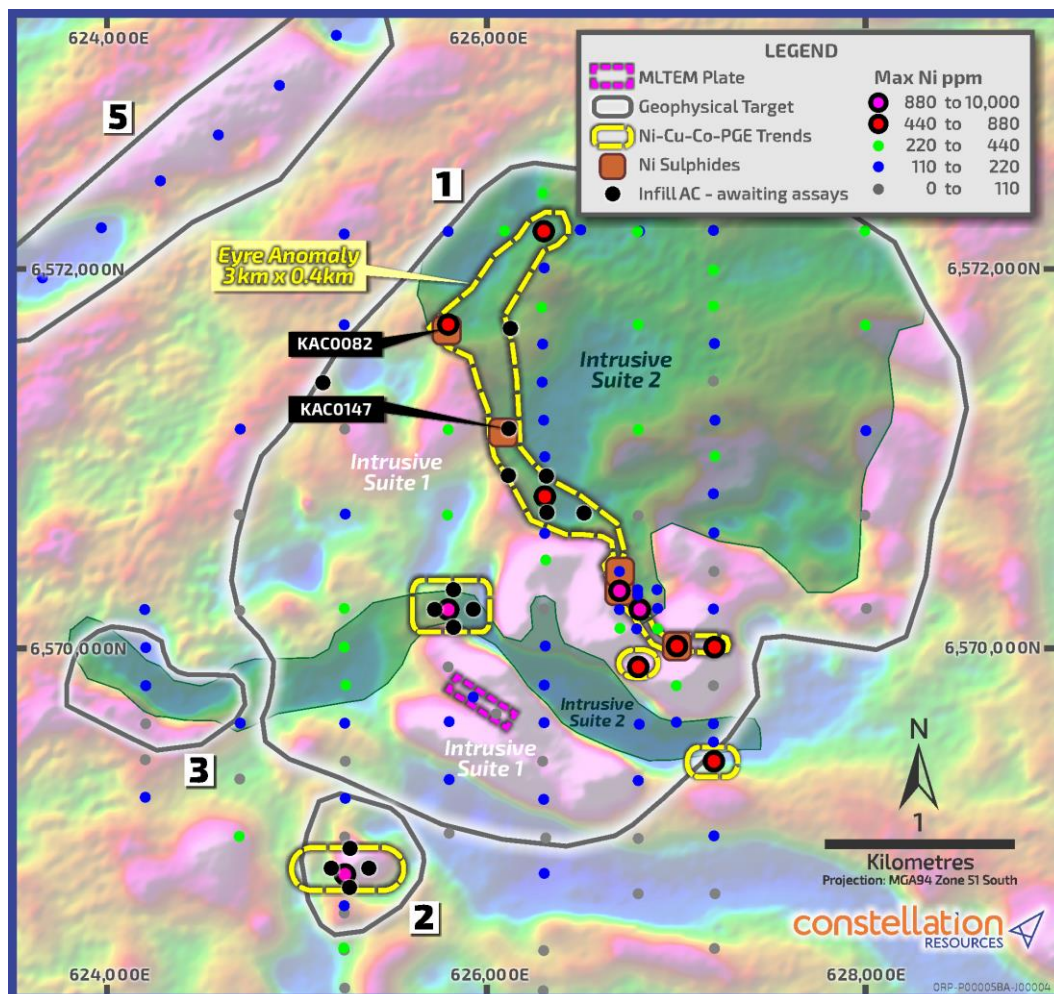 624,000E
626,000E
LEGEND
MLTEM Plate
Geophysical Target
Ni-Cu-Co-PGE Trends
Ni Sulphides
Infill AC - awaiting assays
Max Ni ppm
880 to 10,000
440 to 880
220 to 440
110 to 220
0 to 110
5
1
Eyre Anomaly
3km x 0.4km
6,572,000N
6,572,000N
KAC0082
Intrusive
Suite 2
KAC0147
Intrusive
Suite 1
6,570,000N
6,570,000N
Intrusive
Suite 2
Intrusive
Suite 1
3
N
2
1
Kilometres
Projection: MGA94 Zone 51 South
constellation
RESOURCES
624,000E
626,000E
628,000E
ORP-P000058A-J00004